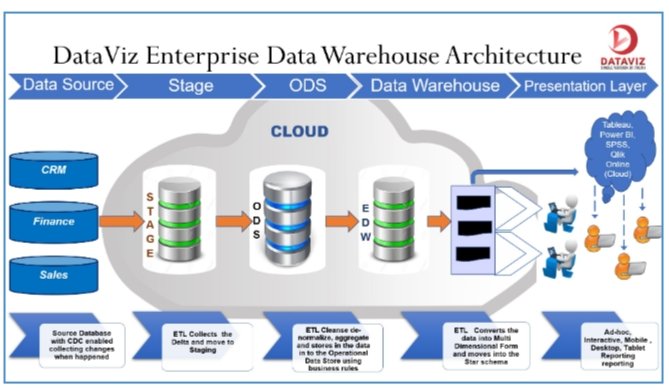 DataViz Enterprise Data Warehouse Architecture
DATAVIZ
Data Source
Stage
ODS
Data Warehouse
Presentation Layer
CLOUD
Tableau,
Power BI,
SPSS,
Qlik
Online
(Cloud)
CRM
Finance
Sales
STAGE
ODS
EDW
Source Database
with CDC enabled
collecting changes
when happened
ETL Collects the
Delta and move to
Staging
ETL Cleanse de-
normalize, aggregate
and stores in the data
in to the Operational
Data Store using
business rules
ETL Converts the
data into Multi
Dimensional Form
and moves into the
Star schema
Ad-hoc,
Interactive, Mobile ,
Desktop, Tablet
Reporting
reporting